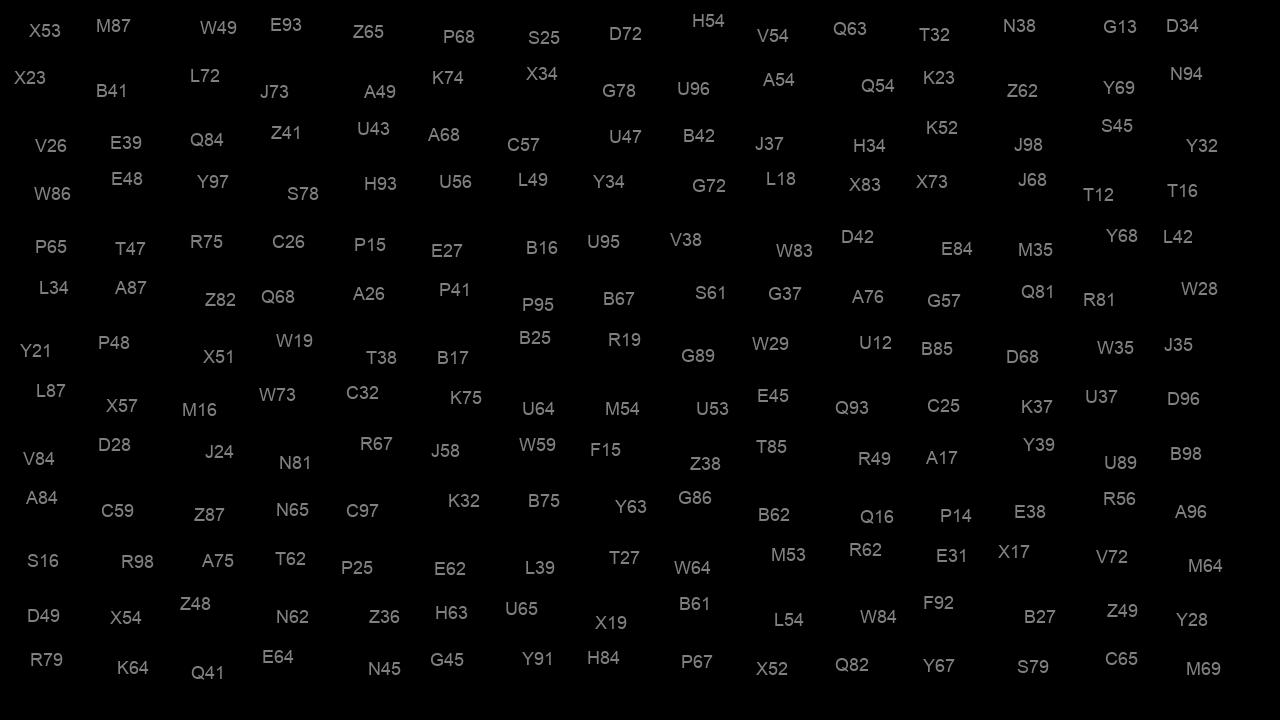 X53 M87 W49 E93 Z65 P68 S25 D72 H54 V54 Q63 T32 N38 G13 D34
X23 B41 L72 J73 A49 K74 X34 G78 U96 A54 Q54 K23 Z62 Y69 N94
V26 E39 Q84 Z41 U43 A68 C57 U47 B42 J37 H34 K52 J98 S45 Y32
W86 E48 Y97 S78 H93 U56 L49 Y34 G72 L18 X83 X73 J68 T12 T16
P65 T47 R75 C26 P15 E27 B16 U95 V38 W83 D42 E84 M35 Y68 L42
L34 A87 Z82 Q68 A26 P41 P95 B67 S61 G37 A76 G57 Q81 R81 W28
Y21 P48 X51 W19 T38 B17 B25 R19 G89 W29 U12 B85 D68 W35 J35
L87 X57 M16 W73 C32 K75 U64 M54 U53 E45 Q93 C25 K37 U37 D96
V84 D28 J24 N81 R67 J58 W59 F15 Z38 T85 R49 A17 Y39 U89 B98
A84 C59 Z87 N65 C97 K32 B75 Y63 G86 B62 Q16 P14 E38 R56 A96
S16 R98 A75 T62 P25 E62 L39 T27 W64 M53 R62 E31 X17 V72 M64
D49 X54 Z48 N62 Z36 H63 U65 X19 B61 L54 W84 F92 B27 Z49 Y28
R79 K64 Q41 E64 N45 G45 Y91 H84 P67 X52 Q82 Y67 S79 C65 M69